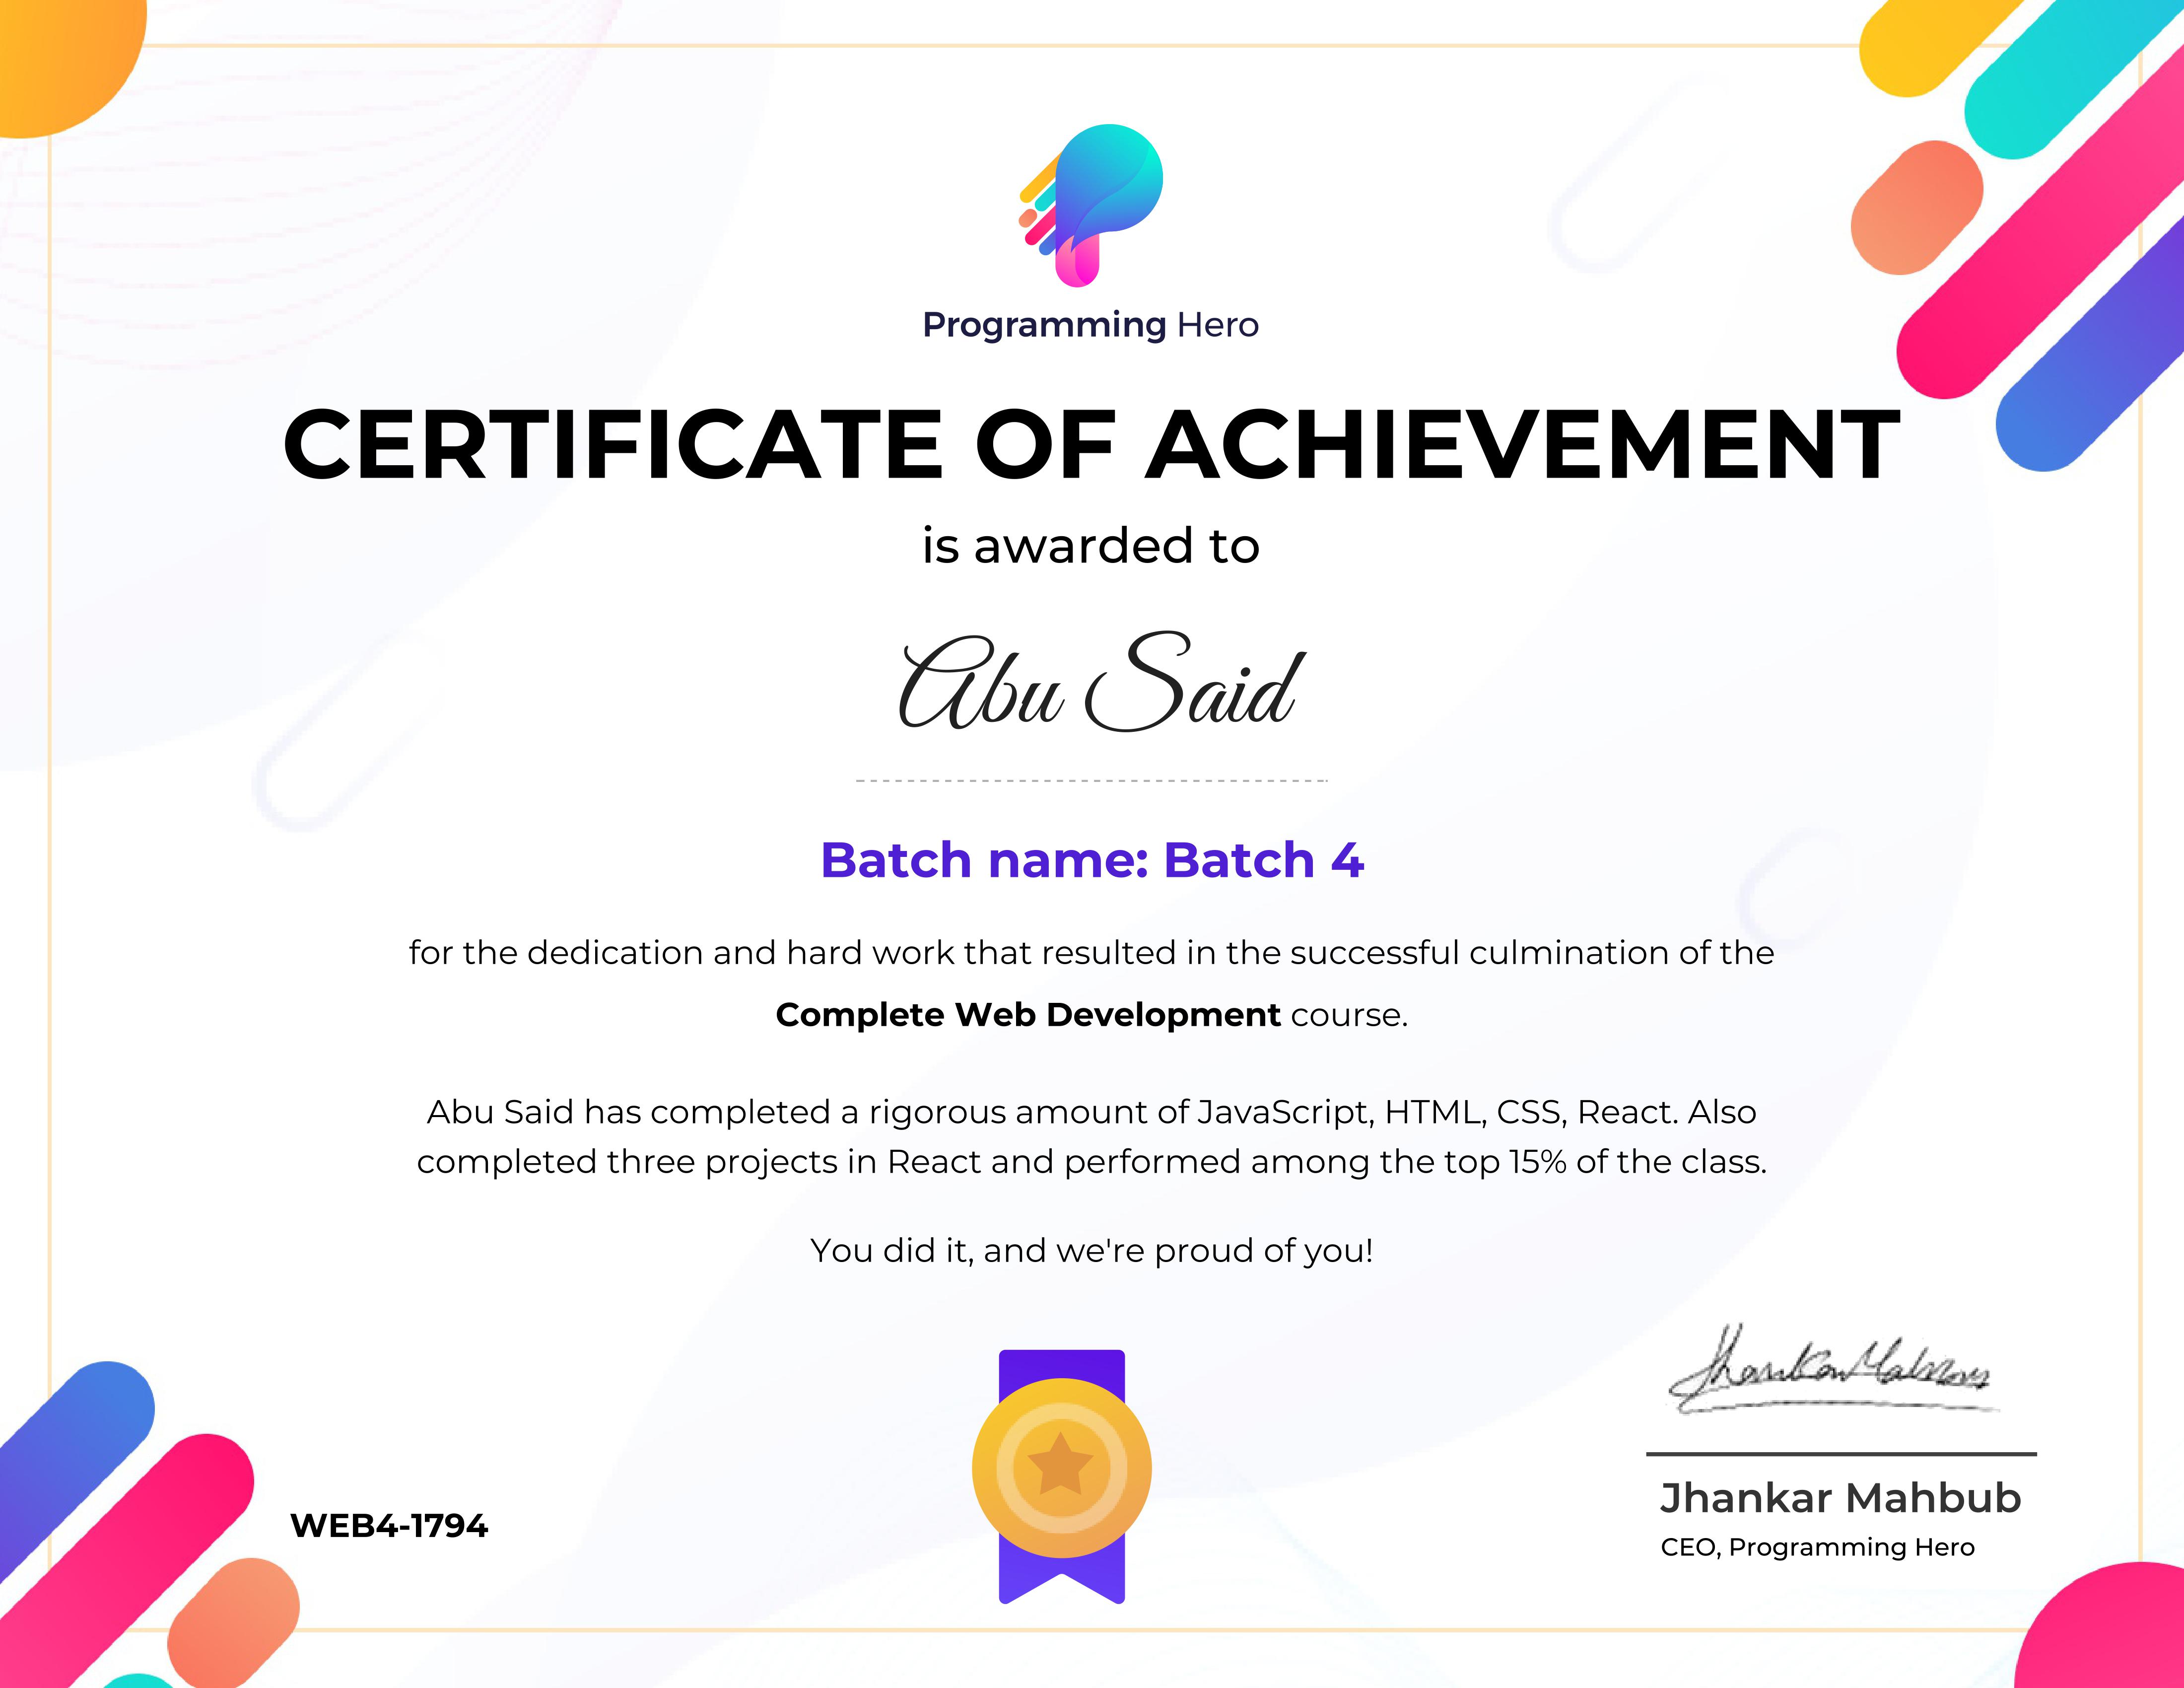 Programming Hero
CERTIFICATE OF ACHIEVEMENT
is awarded to
Abu Said
Batch name: Batch 4
for the dedication and hard work that resulted in the successful culmination of the
Complete Web Development course.
Abu Said has completed a rigorous amount of JavaScript, HTML, CSS, React. Also
completed three projects in React and performed among the top 15% of the class.
You did it, and we're proud of you!
Jhankar Mahbub
WEB4-1794
Jhankar Mahbub
CEO, Programming Hero